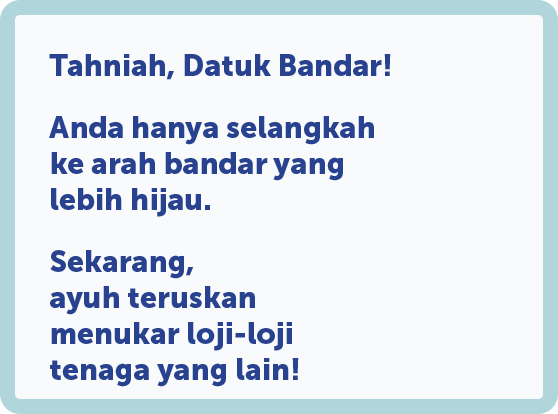 Tahniah, Datuk Bandar!
Anda hanya selangkah
ke arah bandar yang
lebih hijau.
Sekarang,
ayuh teruskan
menukar loji-loji
tenaga yang lain!